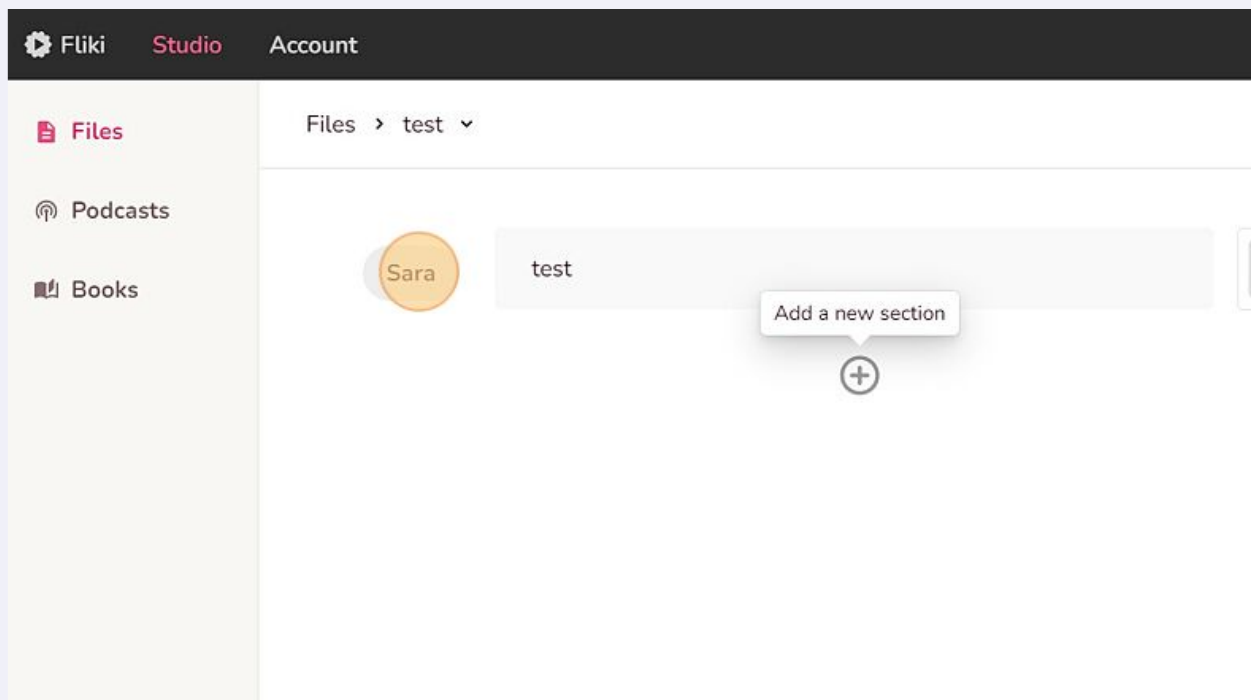 Fliki Studio Account
Files
Files > test
Podcasts
Sara
test
Books
Add a new section